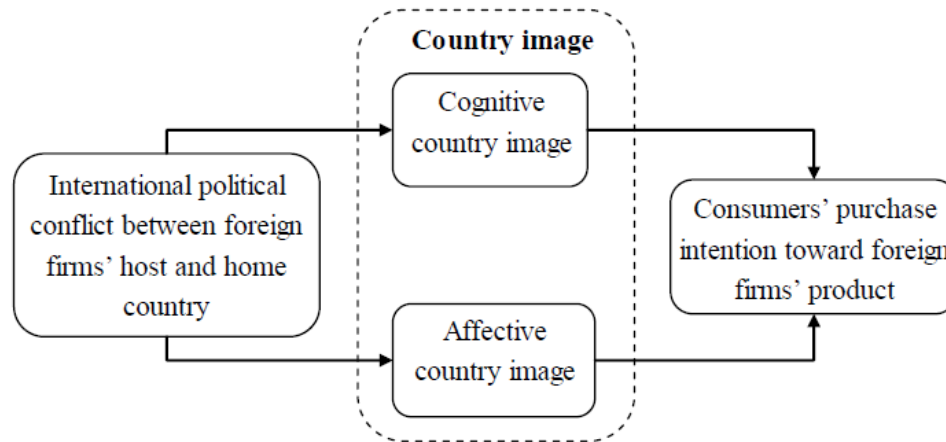 Country image
Cognitive
country image
International political
conflict between foreign
firms’ host and home
country
Consumers’ purchase
intention toward foreign
firms’ product
Affective
country image